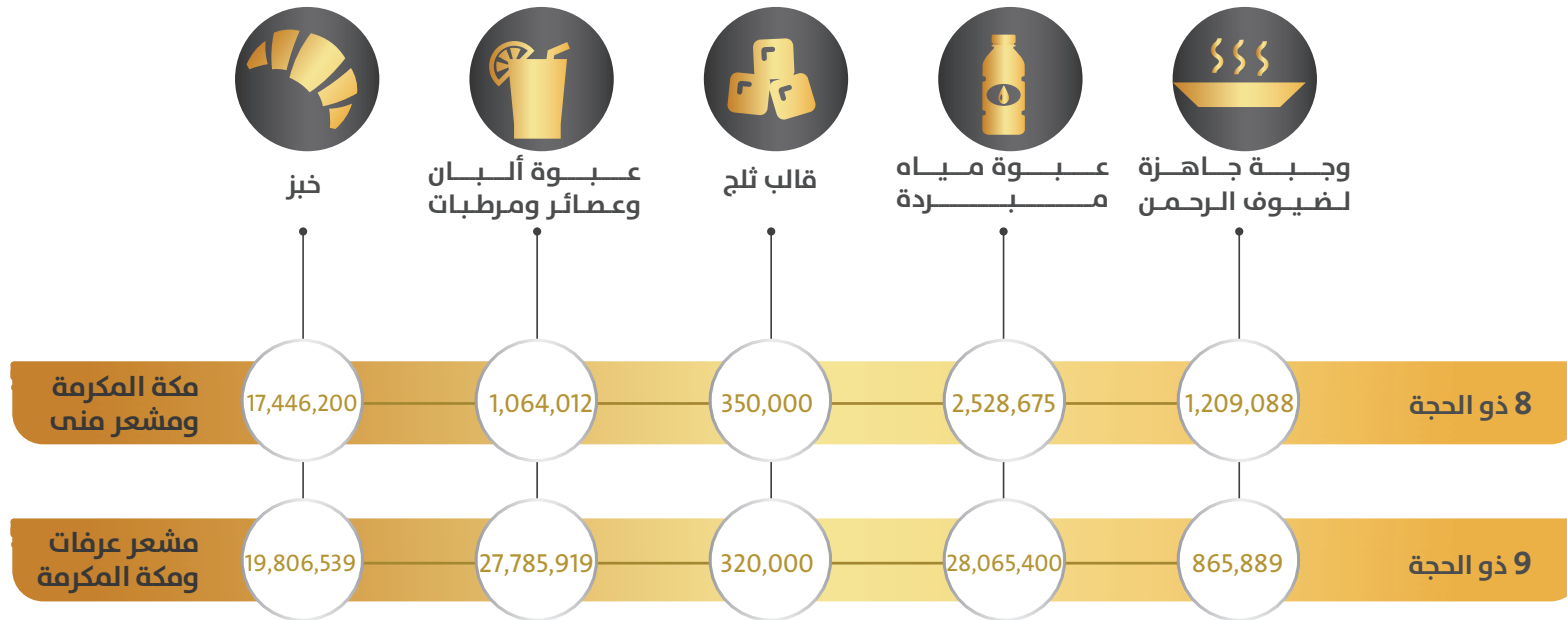 وجبة جاهزة
لضيوف الرحمن
عبوة مياه
مبردة
قالب ثلج
عبوة ألبان
وعصائر ومرطبات
خبز
8 ذو الحجة
1,209,088
2,528,675
350,000
1,064,012
17,446,200
مكة المكرمة
ومشعر منى
9 ذو الحجة
865,889
28,065,400
320,000
27,785,919
19,806,539
مشعر عرفات
ومكة المكرمة